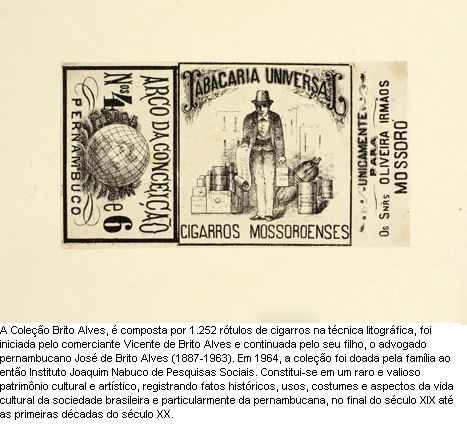 ARCO DA CONCEIÇÃO
Nos 4 e 6
PERNAMBUCO
TABACARIA UNIVERSAL
CIGARROS MOSSOROENSES
UNICAMENTE
PARA
OS SNRS OLIVEIRA IRMÃOS
MOSSORÓ
A Coleção Brito Alves, é composta por 1.252 rótulos de cigarros na técnica litográfica, foi
iniciada pelo comerciante Vicente de Brito Alves e continuada pelo seu filho, o advogado
pernambucano José de Brito Alves (1887-1963). Em 1964, a coleção foi doada pela família ao
então Instituto Joaquim Nabuco de Pesquisas Sociais. Constitui-se em um raro e valioso
patrimônio cultural e artístico, registrando fatos históricos, usos, costumes e aspectos da vida
cultural da sociedade brasileira e particularmente da pernambucana, no final do século XIX até
as primeiras décadas do século XX.